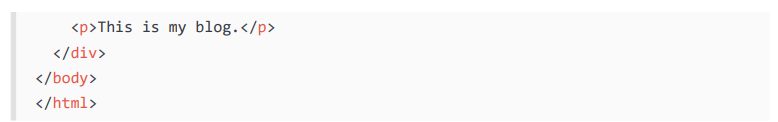 <p>This is my blog.</p>
</div>
</body>
</html>